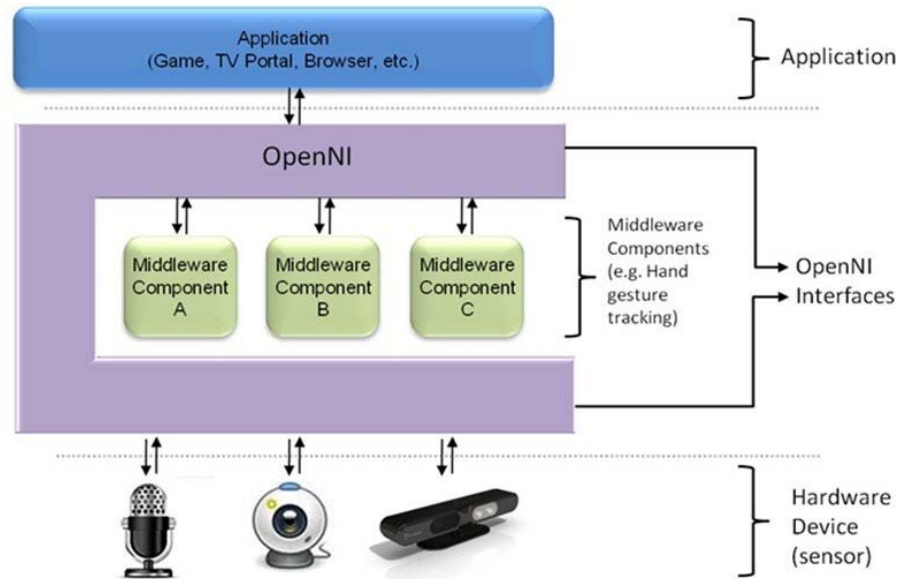 Application
(Game, TV Portal, Browser, etc.)
Application
OpenNI
Middleware
Component
A
Middleware
Component
B
Middleware
Component
C
Middleware
Components
(e.g. Hand
gesture
tracking)
OpenNI
Interfaces
Hardware
Device
(sensor)